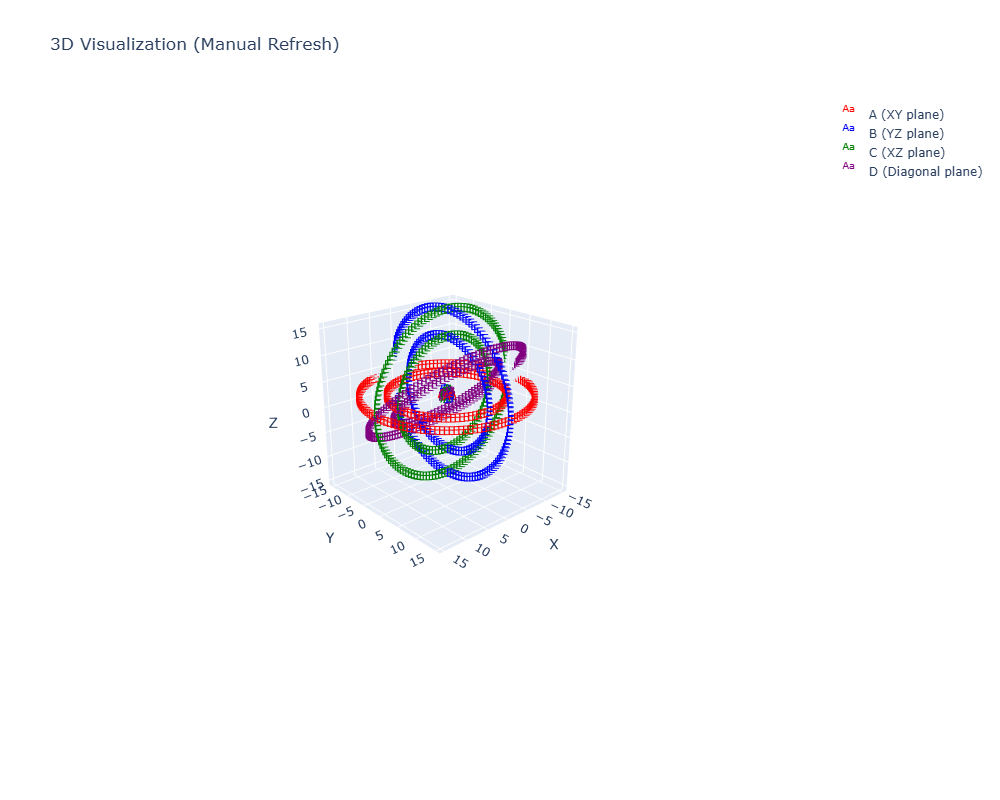 3D Visualization (Manual Refresh)
Aa A (XY plane)
Aa B (YZ plane)
Aa C (XZ plane)
Aa D (Diagonal plane)
15
10
5
0
−5
−10
−15
Z
−15
−10
−5
0
5
10
15
Y
−15
−10
−5
0
5
10
15
X